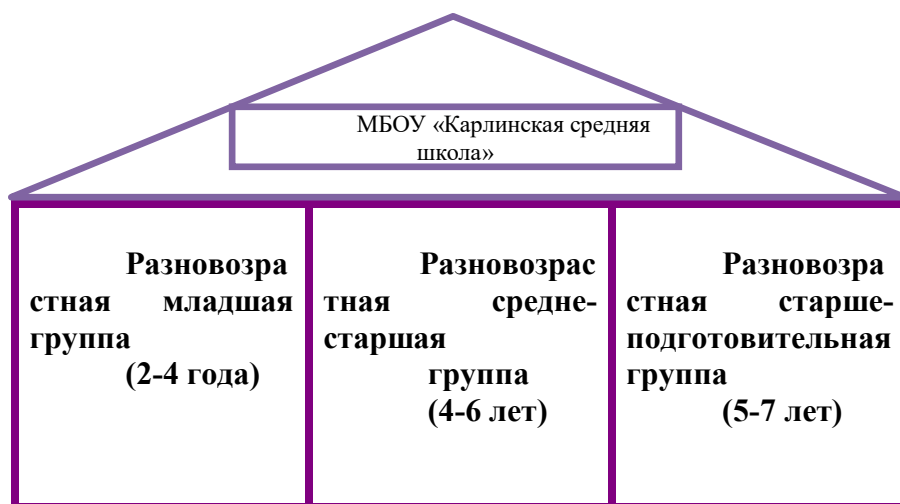 МБОУ «Карлинская средняя
школа»
Разновозра
стная младшая
группа
(2-4 года)
Разновозрас
тная средне-
старшая
группа
(4-6 лет)
Разновозра
стная старше-
подготовительная
группа
(5-7 лет)